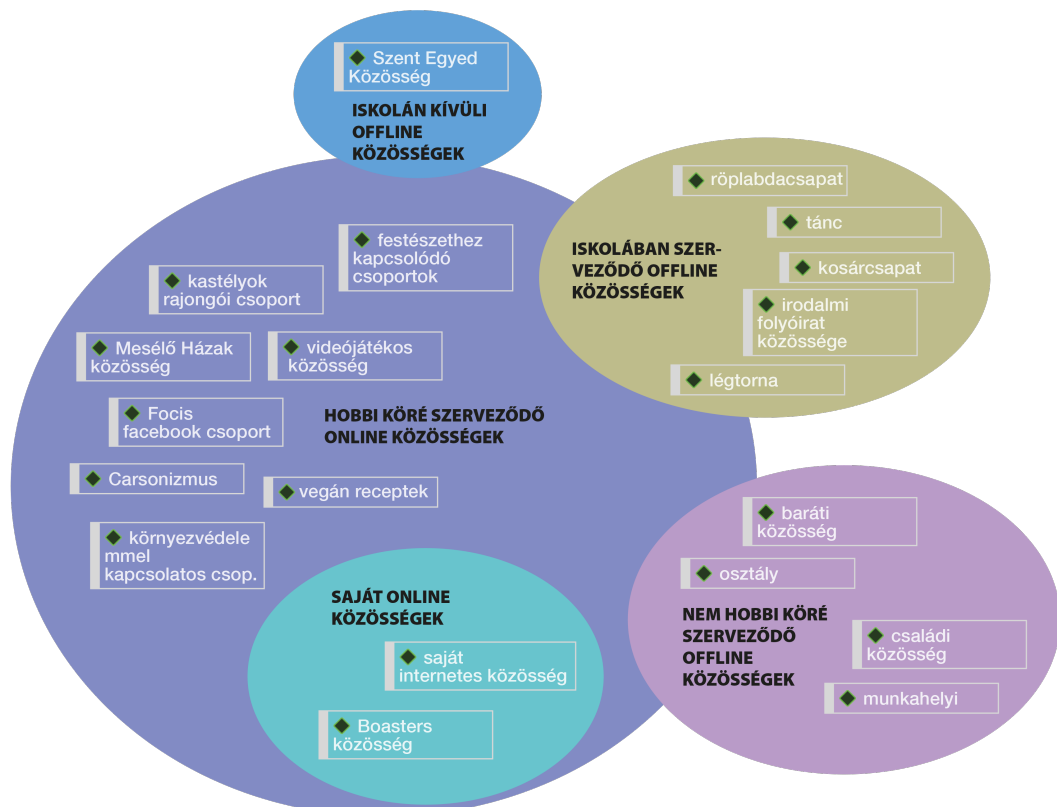 Szent Egyed
Közösség
ISKOLÁN KÍVÜLI
OFFLINE
KÖZÖSSÉGEK
röplabdacsapat
tánc
kosárcsapat
irodalmi
folyóirat
közössége
légtorna
ISKOLÁBAN SZER-
VEZŐDŐ OFFLINE
KÖZÖSSÉGEK
festészethez
kapcsolódó
csoportok
kastélyok
rajongói csoport
Mesélő Házak
közösség
videójátékos
közösség
Focis
facebook csoport
HOBBI KÖRÉ SZERVEZŐDŐ
ONLINE KÖZÖSSÉGEK
Carsonizmus
vegán receptek
környezvédele
mmel
kapcsolatos csop.
SAJÁT ONLINE
KÖZÖSSÉGEK
saját
internetes közösség
Boasters
közösség
baráti
közösség
osztály
NEM HOBBI KÖRÉ
SZERVEZŐDŐ
OFFLINE
KÖZÖSSÉGEK
családi
közösség
munkahelyi